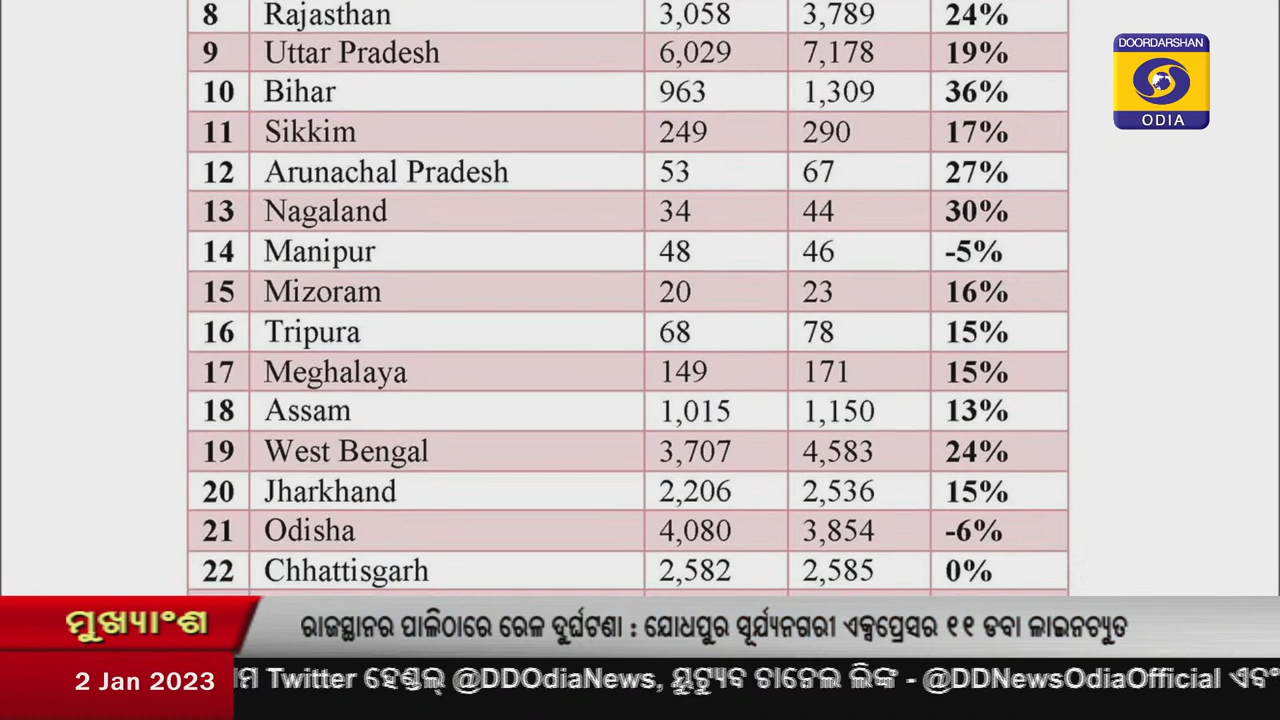 8 Rajasthan 3,058 3,789 24%
9 Uttar Pradesh 6,029 7,178 19%
10 Bihar 963 1,309 36%
11 Sikkim 249 290 17%
12 Arunachal Pradesh 53 67 27%
13 Nagaland 34 44 30%
14 Manipur 48 46 -5%
15 Mizoram 20 23 16%
16 Tripura 68 78 15%
17 Meghalaya 149 171 15%
18 Assam 1,015 1,150 13%
19 West Bengal 3,707 4,583 24%
20 Jharkhand 2,206 2,536 15%
21 Odisha 4,080 3,854 -6%
22 Chhattisgarh 2,582 2,585 0%
DOORDARSHAN
ODIA
ମୁଖ୍ୟାଂଶ
ରାଜସ୍ଥାନର ପାଲିଠାରେ ରେଳ ଦୁର୍ଘଟଣା : ଯୋଧପୁର ସୂର୍ଯ୍ୟନଗରୀ ଏକ୍ସପ୍ରେସର ୧୧ ଡବା ଲାଇନଚ୍ୟୁତ
2 Jan 2023
Twitter ହେଣ୍ଡଲ୍ @DDOdiaNews, ୟୁଟ୍ୟୁବ ଚାନେଲ ଲିଙ୍କ - @DDNewsOdiaOfficial ଏବଂ